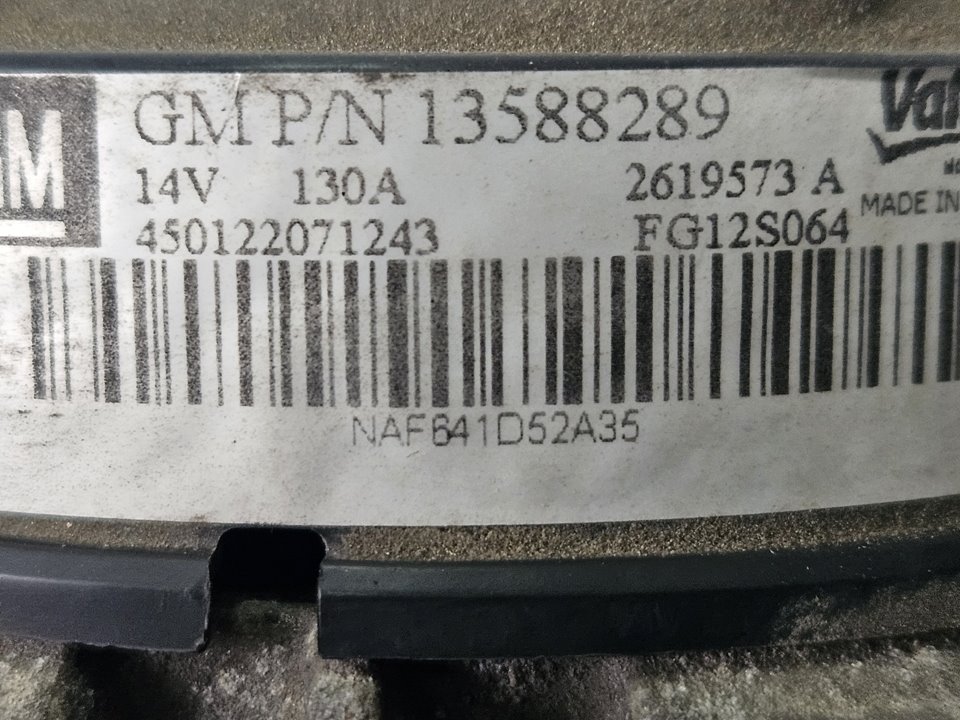 GM P/N 13588289
14V 130A 2619573 A
450122071243 FG12S064
MADE IN
NAF641D52A35